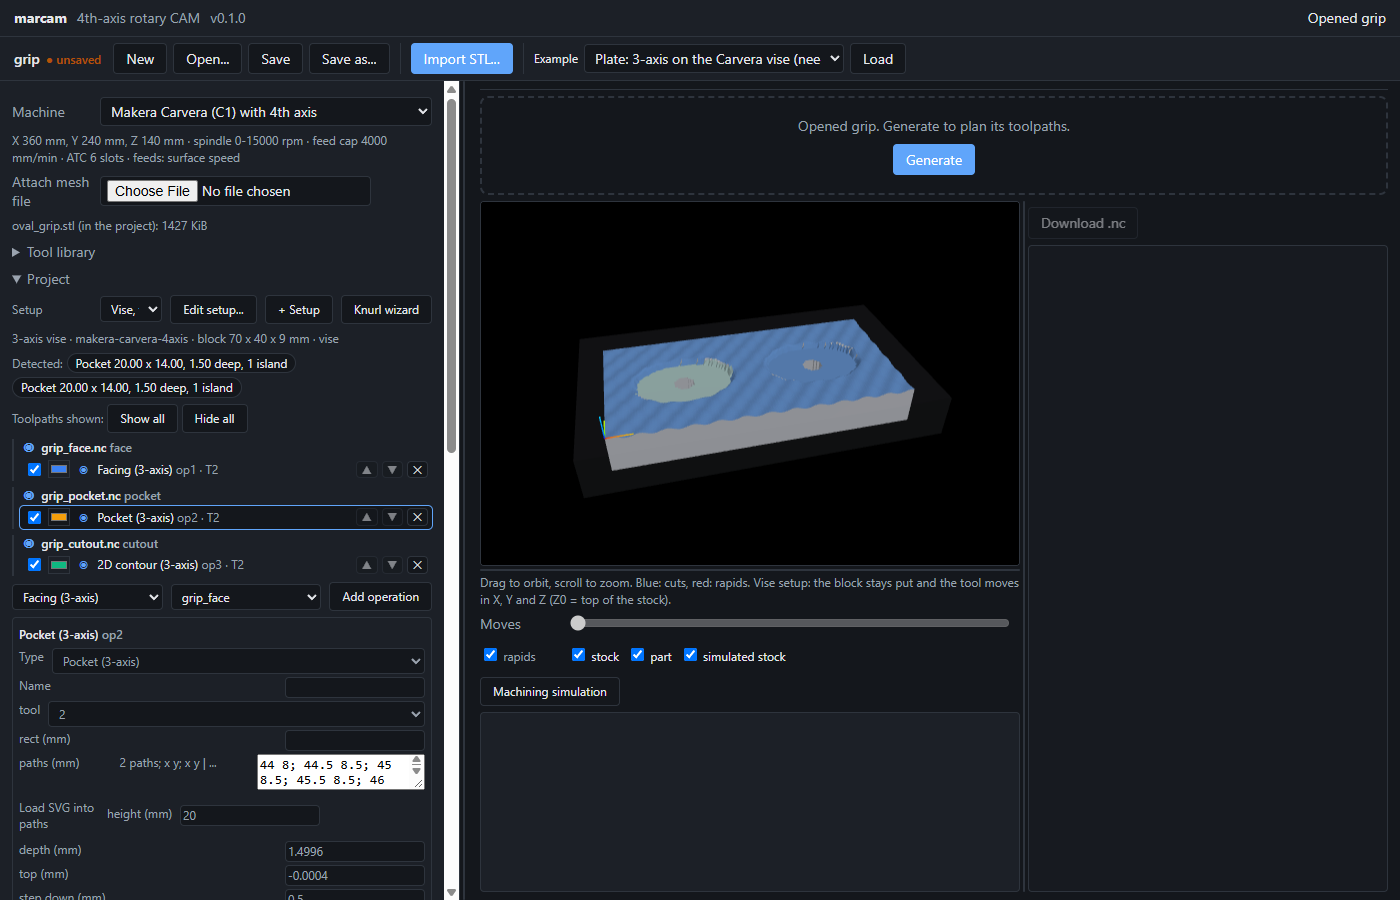 marcam 4th-axis rotary CAM v0.1.0 Opened grip
grip • unsaved New Open... Save Save as... Import STL... Example Plate: 3-axis on the Carvera vise (nee Load
Machine Makera Carvera (C1) with 4th axis
X 360 mm, Y 240 mm, Z 140 mm · spindle 0-15000 rpm · feed cap 4000
mm/min · ATC 6 slots · feeds: surface speed
Attach mesh file Choose File No file chosen
oval_grip.stl (in the project): 1427 KiB
Tool library
Project
Setup Vise, Edit setup... + Setup Knurl wizard
3-axis vise · makera-carvera-4axis · block 70 x 40 x 9 mm · vise
Detected: Pocket 20.00 x 14.00, 1.50 deep, 1 island
Pocket 20.00 x 14.00, 1.50 deep, 1 island
Toolpaths shown: Show all Hide all
grip_face.nc face
Facing (3-axis) op1 · T2
grip_pocket.nc pocket
Pocket (3-axis) op2 · T2
grip_cutout.nc cutout
2D contour (3-axis) op3 · T2
Facing (3-axis) grip_face Add operation
Pocket (3-axis) op2
Type Pocket (3-axis)
Name
tool 2
rect (mm)
paths (mm) 2 paths; x y; x y | ... 44 8; 44.5 8.5; 45
8.5; 45.5 8.5; 46
Load SVG into paths height (mm) 20
depth (mm) 1.4996
top (mm) -0.0004
step down (mm) 0.5
Opened grip. Generate to plan its toolpaths.
Generate
Download .nc
Drag to orbit, scroll to zoom. Blue: cuts, red: rapids. Vise setup: the block stays put and the tool moves
in X, Y and Z (Z0 = top of the stock).
Moves
rapids stock part simulated stock
Machining simulation